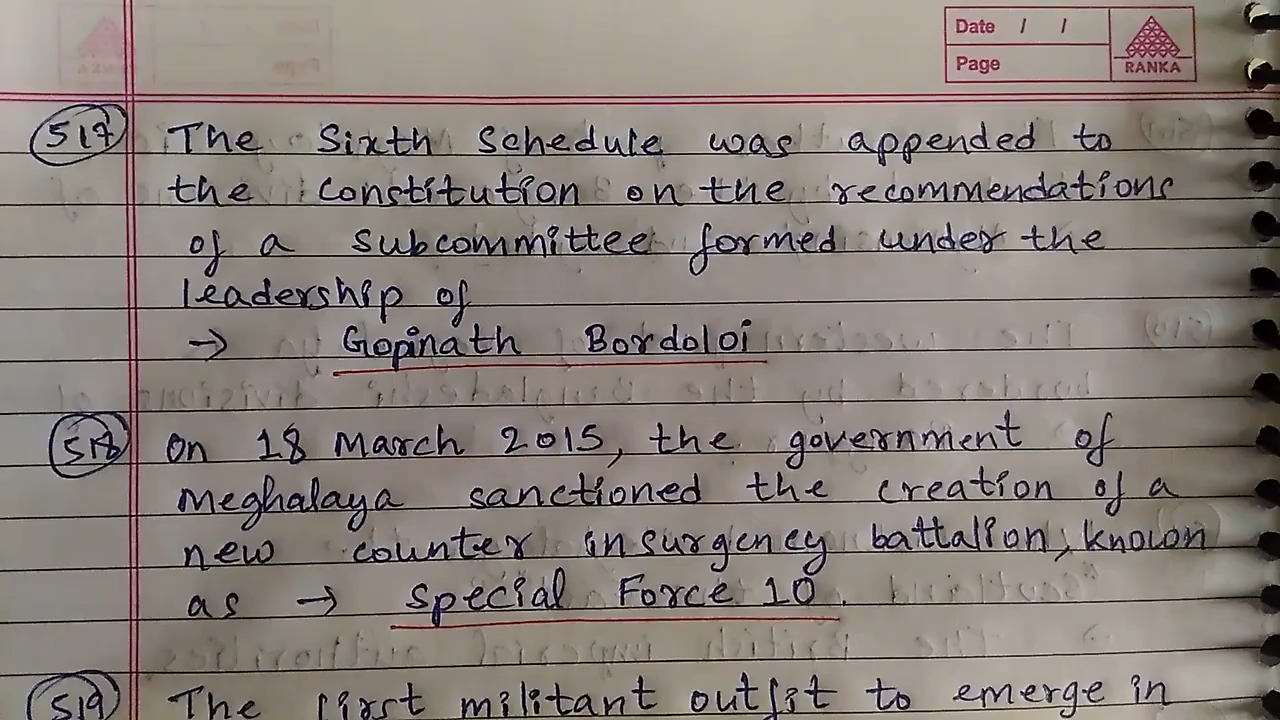 Date / /
Page
RANKA
517 The Sixth Schedule was appended to
the constitution on the recommendations
of a subcommittee formed under the
leadership of
→ Gopinath Bordoloi
518 On 18 March 2015, the government of
Meghalaya sanctioned the creation of a
new counter insurgency battalion, known
as → Special Force 10.
519 The first militant outfit to emerge in